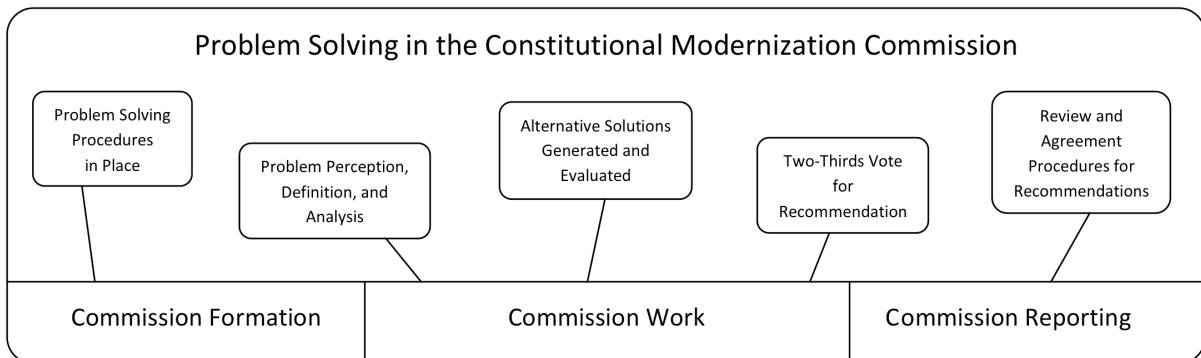 Problem Solving in the Constitutional Modernization Commission
Problem Solving
Procedures
in Place
Problem Perception,
Definition, and
Analysis
Alternative Solutions
Generated and
Evaluated
Two-Thirds Vote
for
Recommendation
Review and
Agreement
Procedures for
Recommendations
Commission Formation
Commission Work
Commission Reporting